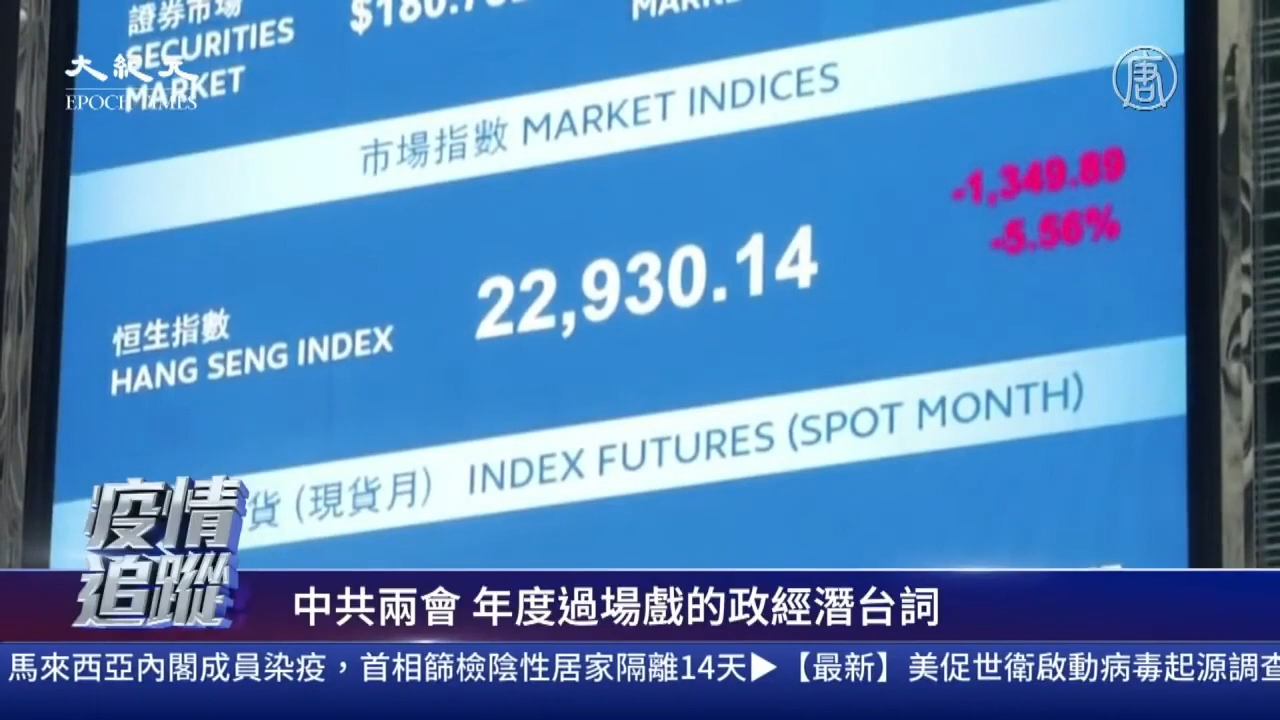 證券市場
SECURITIES
MARKET
大紀元
EPOCH TIMES
唐
市場指數 MARKET INDICES
-1,349.89
-5.56%
22,930.14
恒生指數
HANG SENG INDEX
貨 (現貨月) INDEX FUTURES (SPOT MONTH)
疫情
追蹤
中共兩會 年度過場戲的政經潛台詞
馬來西亞內閣成員染疫，首相篩檢陰性居家隔離14天▶【最新】美促世衛啟動病毒起源調查